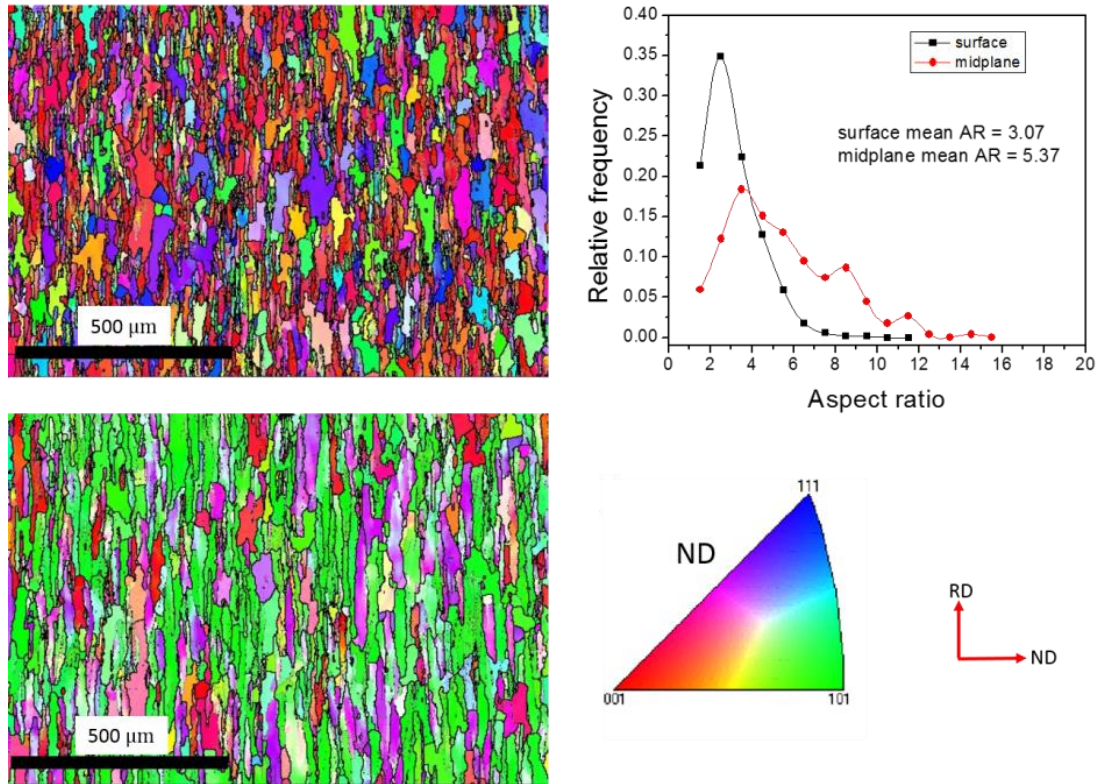 500 μm
0.40
0.35
0.30
0.25
0.20
0.15
0.10
0.05
0.00
Relative frequency
surface
midplane
surface mean AR = 3.07
midplane mean AR = 5.37
0 2 4 6 8 10 12 14 16 18 20
Aspect ratio
500 μm
111
ND
001
101
RD
ND